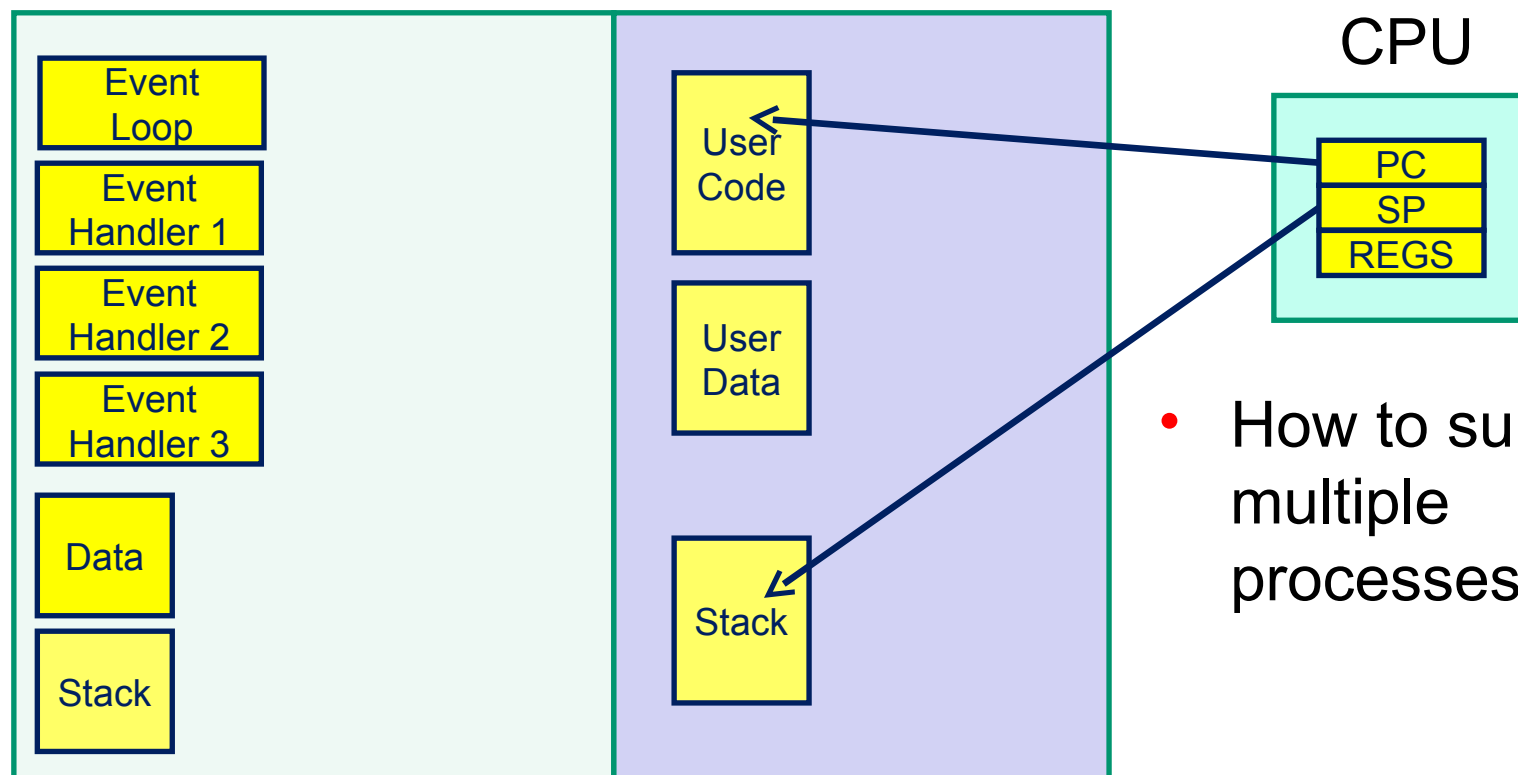 Event
Loop
Event
Handler 1
Event
Handler 2
Event
Handler 3
Data
Stack
User
Code
User
Data
Stack
CPU
PC
SP
REGS
• How to
multiple
processes